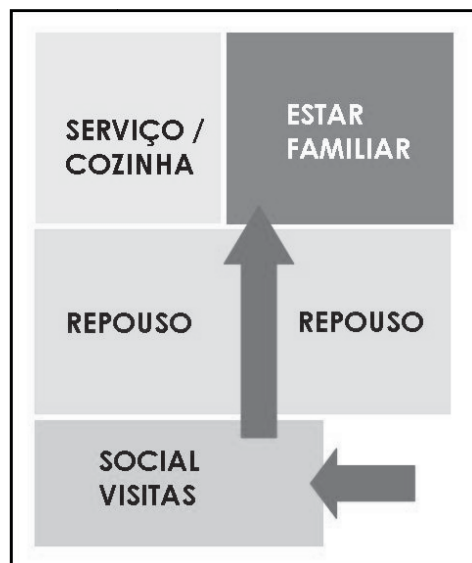 SERVIÇO /
COZINHA
ESTAR
FAMILIAR
REPOUSO
REPOUSO
SOCIAL
VISITAS